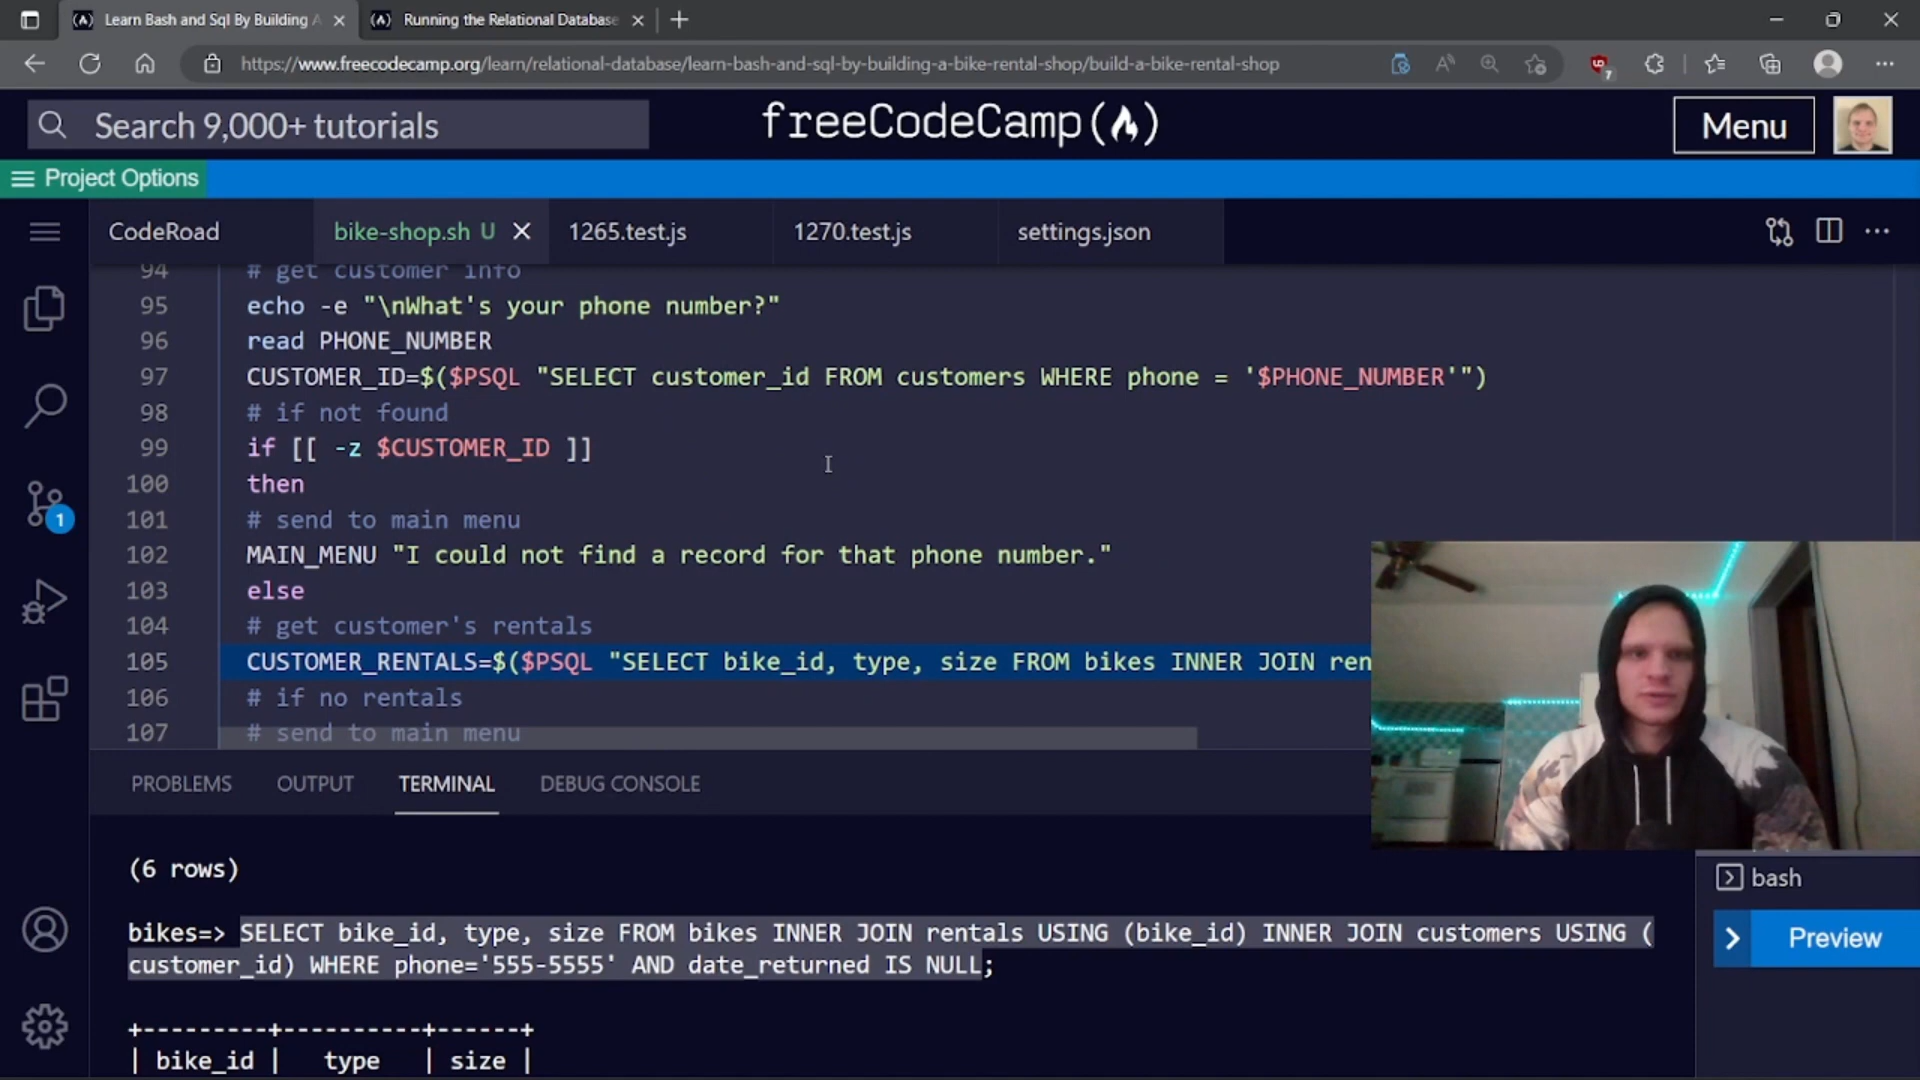 Learn Bash and Sql By Building A
Running the Relational Database
https://www.freecodecamp.org/learn/relational-database/learn-bash-and-sql-by-building-a-bike-rental-shop/build-a-bike-rental-shop
7
Search 9,000+ tutorials
freeCodeCamp
Menu
Project Options
CodeRoad
bike-shop.sh U
1265.test.js
1270.test.js
settings.json
94 # get customer info
95 echo -e "\nWhat's your phone number?"
96 read PHONE_NUMBER
97 CUSTOMER_ID=$($PSQL "SELECT customer_id FROM customers WHERE phone = '$PHONE_NUMBER'")
98 # if not found
99 if [[ -z $CUSTOMER_ID ]]
100 then
101 # send to main menu
102 MAIN_MENU "I could not find a record for that phone number."
103 else
104 # get customer's rentals
105 CUSTOMER_RENTALS=$($PSQL "SELECT bike_id, type, size FROM bikes INNER JOIN ren
106 # if no rentals
107 # send to main menu
1
PROBLEMS OUTPUT TERMINAL DEBUG CONSOLE
(6 rows)
bikes=> SELECT bike_id, type, size FROM bikes INNER JOIN rentals USING (bike_id) INNER JOIN customers USING (
customer_id) WHERE phone='555-5555' AND date_returned IS NULL;
+---------+----------+------+
| bike_id | type | size |
bash
Preview